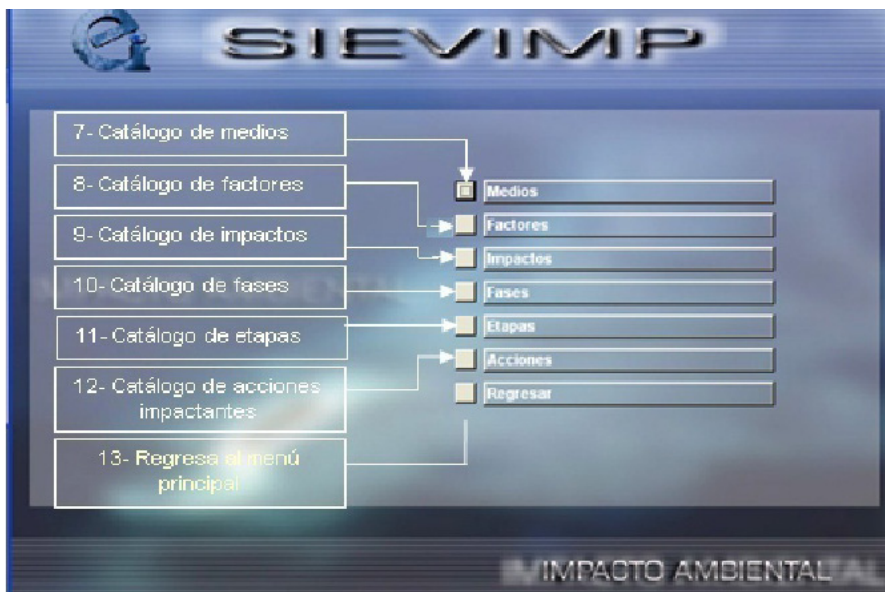 SIEVIMP
7- Catálogo de medios
8- Catálogo de factores
9- Catálogo de impactos
10- Catálogo de fases
11- Catálogo de etapas
12- Catálogo de acciones
impactantes
13- Regresa al menú
principal
Medios
Factores
Impactos
Fases
Etapas
Acciones
Regresar
IMPACTO AMBIENTAL